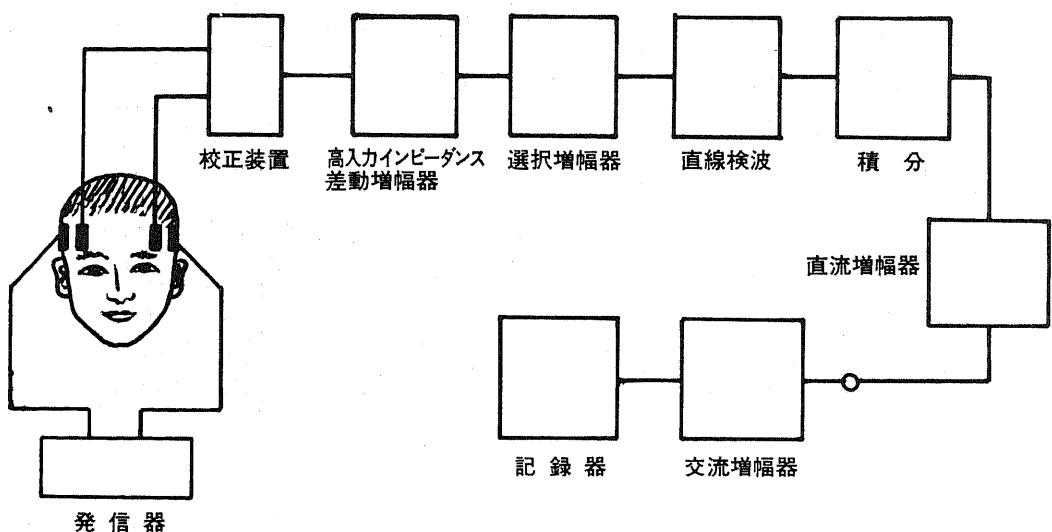 校正装置
高入力インピーダンス
差動増幅器
選択増幅器
直線検波
積 分
直流増幅器
記 録 器
交流増幅器
発 信 器